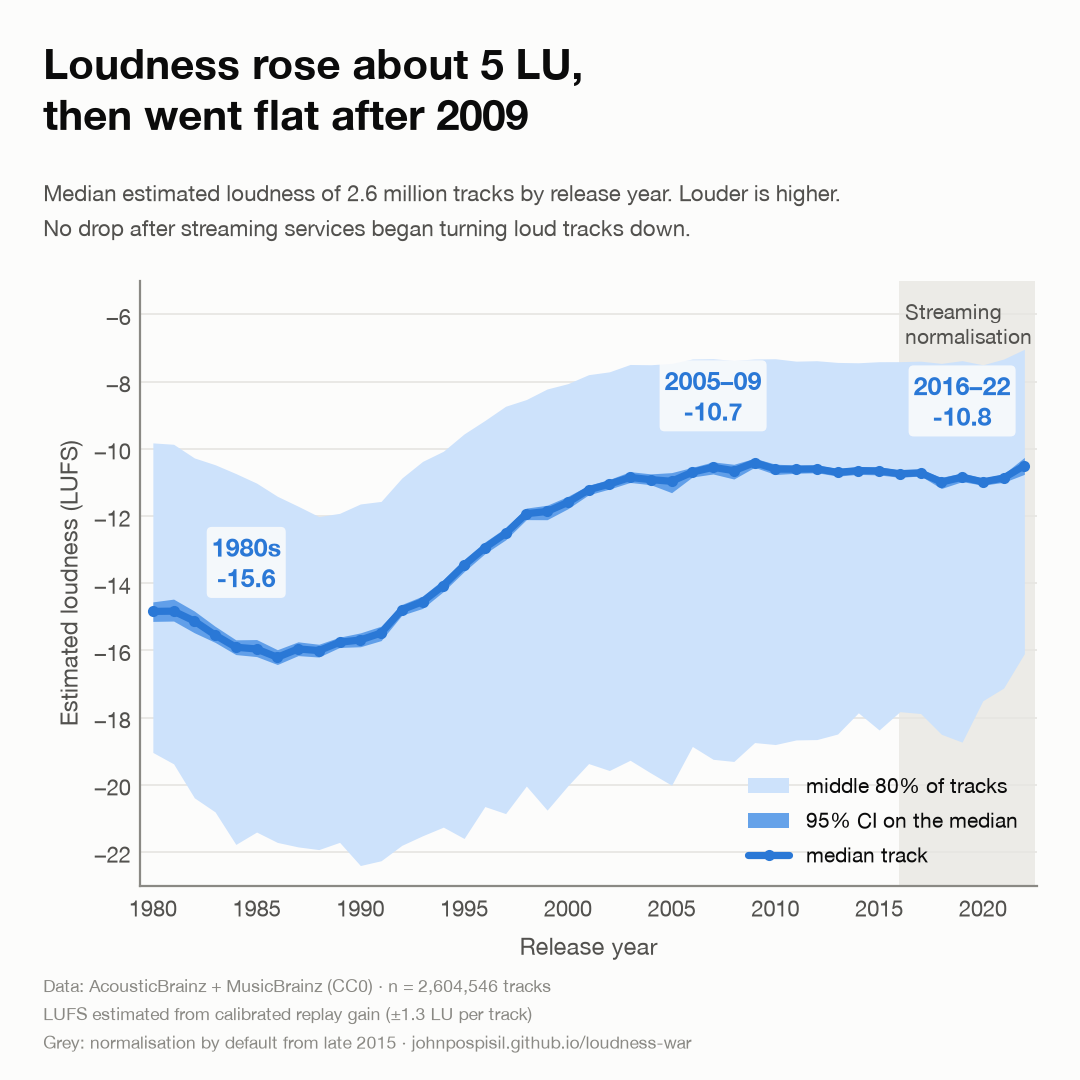 Loudness rose about 5 LU,
then went flat after 2009
Median estimated loudness of 2.6 million tracks by release year. Louder is higher.
No drop after streaming services began turning loud tracks down.
Streaming
normalisation
−6
−8
−10
−12
−14
−16
−18
−20
−22
Estimated loudness (LUFS)
1980s
-15.6
2005–09
-10.7
2016–22
-10.8
middle 80% of tracks
95% CI on the median
median track
1980 1985 1990 1995 2000 2005 2010 2015 2020
Release year
Data: AcousticBrainz + MusicBrainz (CC0) · n = 2,604,546 tracks
LUFS estimated from calibrated replay gain (±1.3 LU per track)
Grey: normalisation by default from late 2015 · johnpospisil.github.io/loudness-war